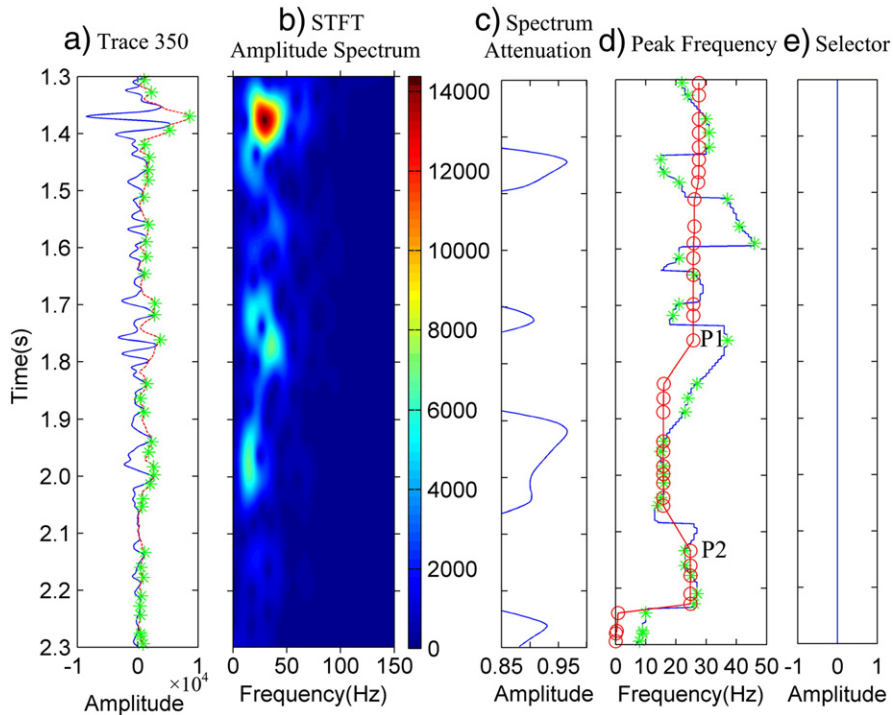 a) Trace 350
b) STFT
Amplitude Spectrum
c) Spectrum
Attenuation
d) Peak Frequency
e) Selector
Time(s)
1.3
1.4
1.5
1.6
1.7
1.8
1.9
2.0
2.1
2.2
2.3
-1 0 1
×10⁴
Amplitude
0 50 100 150
Frequency(Hz)
14000
12000
10000
8000
6000
4000
2000
0
0.85 0.95
Amplitude
P1
P2
0 10 20 30 40 50
Frequency(Hz)
-1 0 1
Amplitude